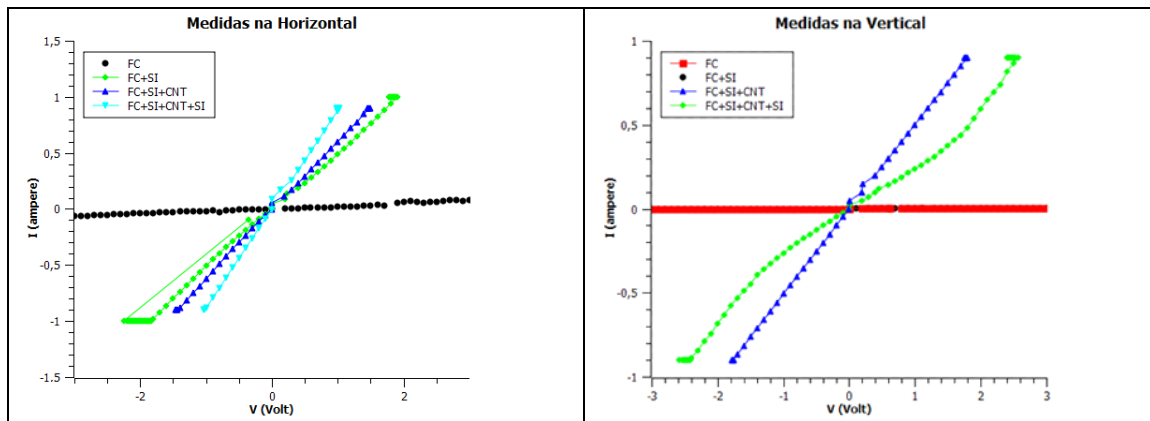 Medidas na Horizontal
1,5
1
0,5
0
-0,5
-1
-1.5
I (ampere)
FC
FC+SI
FC+SI+CNT
FC+SI+CNT+SI
-2
0
2
V (Volt)
Medidas na Vertical
1
0,5
0
-0,5
-1
I (ampere)
FC
FC+SI
FC+SI+CNT
FC+SI+CNT+SI
-3
-2
-1
0
1
2
3
V (Volt)